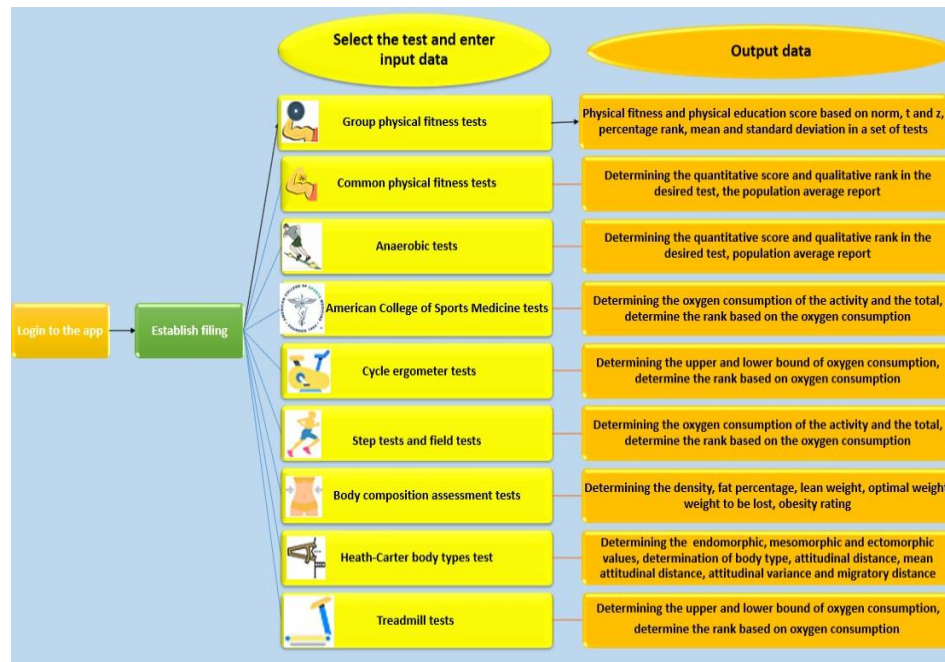 Select the test and enter
input data
Output data
Group physical fitness tests
Physical fitness and physical education score based on norm, t and z,
percentage rank, mean and standard deviation in a set of tests
Common physical fitness tests
Determining the quantitative score and qualitative rank in the
desired test, the population average report
Anaerobic tests
Determining the quantitative score and qualitative rank in the
desired test, population average report
American College of Sports Medicine tests
Determining the oxygen consumption of the activity and the total,
determine the rank based on the oxygen consumption
Login to the app
Establish filing
Cycle ergometer tests
Determining the upper and lower bound of oxygen consumption,
determine the rank based on oxygen consumption
Step tests and field tests
Determining the oxygen consumption of the activity and the total,
determine the rank based on the oxygen consumption
Body composition assessment tests
Determining the density, fat percentage, lean weight, optimal weight
weight to be lost, obesity rating
Heath-Carter body types test
Determining the endomorphic, mesomorphic and ectomorphic
values, determination of body type, attitudinal distance, mean
attitudinal distance, attitudinal variance and migratory distance
Treadmill tests
Determining the upper and lower bound of oxygen consumption,
determine the rank based on oxygen consumption